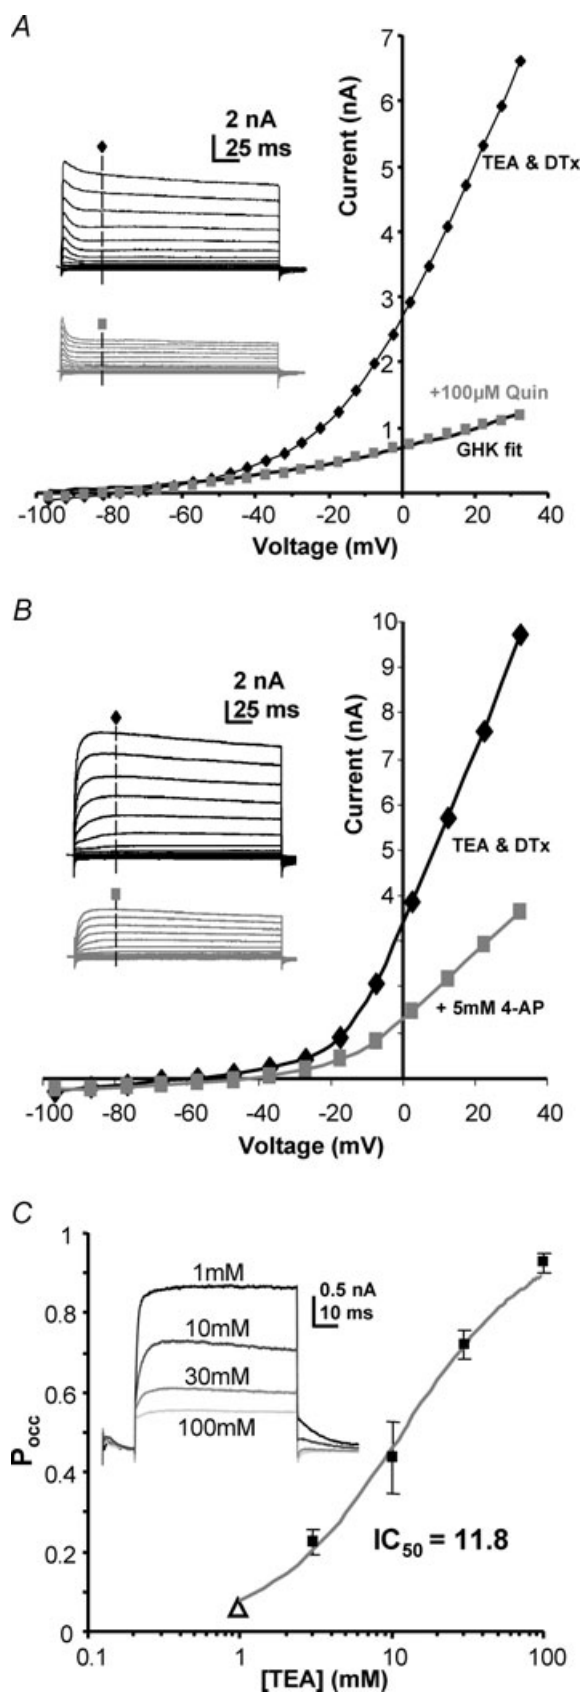 A
7
6
5
4
3
2
1
Current (nA)
2 nA
25 ms
TEA & DTx
+100µM Quin
GHK fit
-100
-80
-60
-40
-20
0
20
40
Voltage (mV)
B
10
9
8
7
6
5
4
Current (nA)
2 nA
25 ms
TEA & DTx
+ 5mM 4-AP
-100
-80
-60
-40
-20
0
20
40
Voltage (mV)
C
1
0.8
0.6
0.4
0.2
0
Pocc
1mM
10mM
30mM
100mM
0.5 nA
10 ms
IC50 = 11.8
0.1
1
10
100
[TEA] (mM)